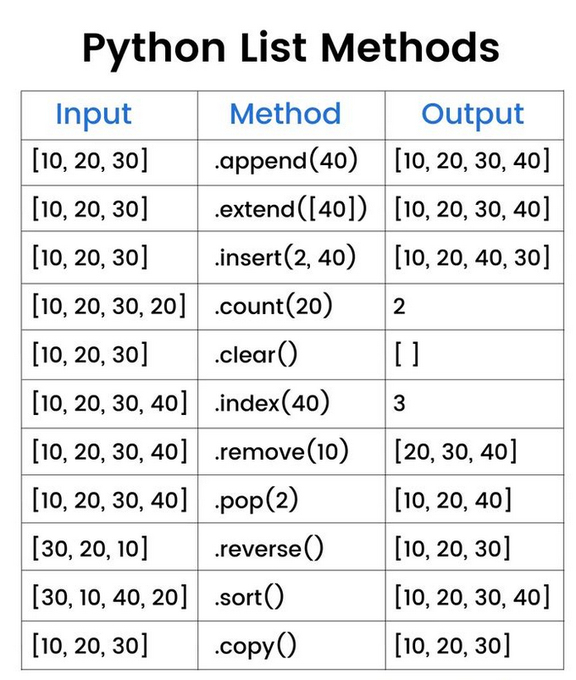 Python List Methods
Input Method Output
[10, 20, 30] .append(40) [10, 20, 30, 40]
[10, 20, 30] .extend([40]) [10, 20, 30, 40]
[10, 20, 30] .insert(2, 40) [10, 20, 40, 30]
[10, 20, 30, 20] .count(20) 2
[10, 20, 30] .clear() [ ]
[10, 20, 30, 40] .index(40) 3
[10, 20, 30, 40] .remove(10) [20, 30, 40]
[10, 20, 30, 40] .pop(2) [10, 20, 40]
[30, 20, 10] .reverse() [10, 20, 30]
[30, 10, 40, 20] .sort() [10, 20, 30, 40]
[10, 20, 30] .copy() [10, 20, 30]